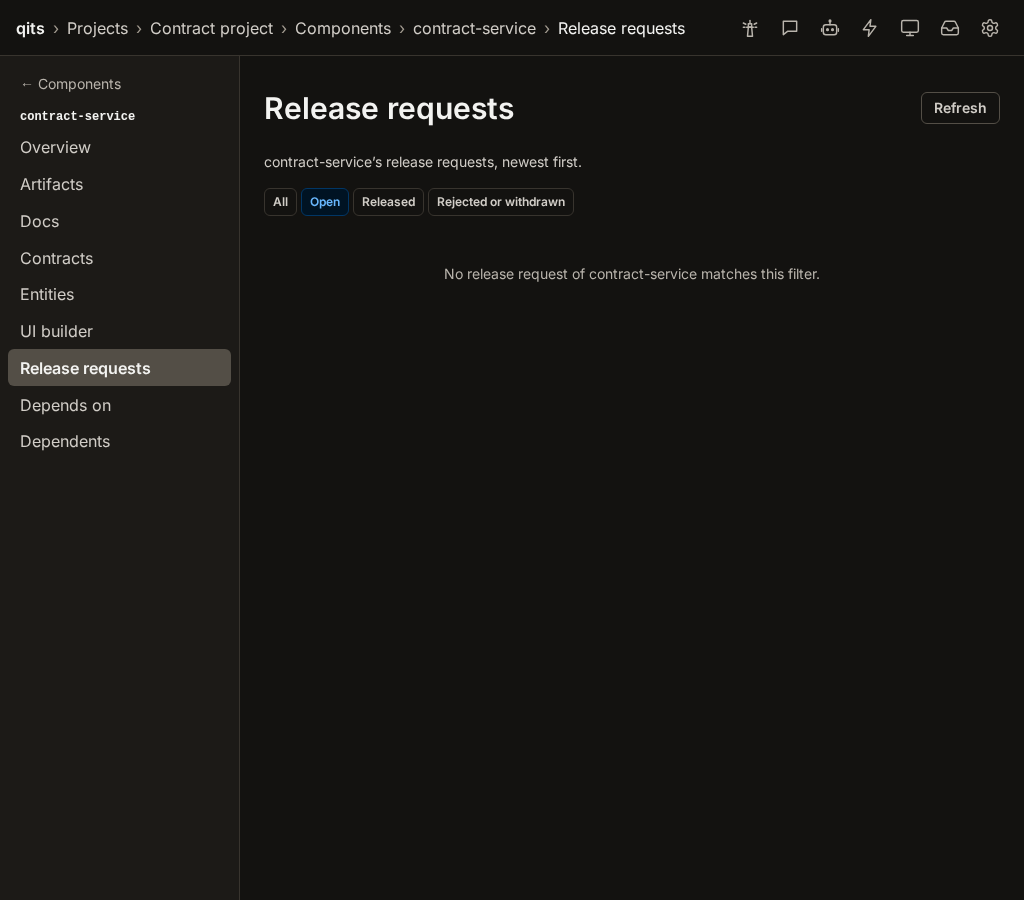 qits › Projects › Contract project › Components › contract-service › Release requests
← Components
contract-service
Overview
Artifacts
Docs
Contracts
Entities
UI builder
Release requests
Depends on
Dependents
Release requests
Refresh
contract-service’s release requests, newest first.
All Open Released Rejected or withdrawn
No release request of contract-service matches this filter.